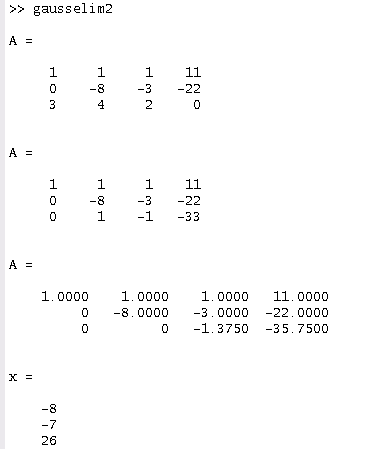 >> gausselim2
A =
1 1 1 11
0 -8 -3 -22
3 4 2 0
A =
1 1 1 11
0 -8 -3 -22
0 1 -1 -33
A =
1.0000 1.0000 1.0000 11.0000
0 -8.0000 -3.0000 -22.0000
0 0 -1.3750 -35.7500
x =
-8
-7
26